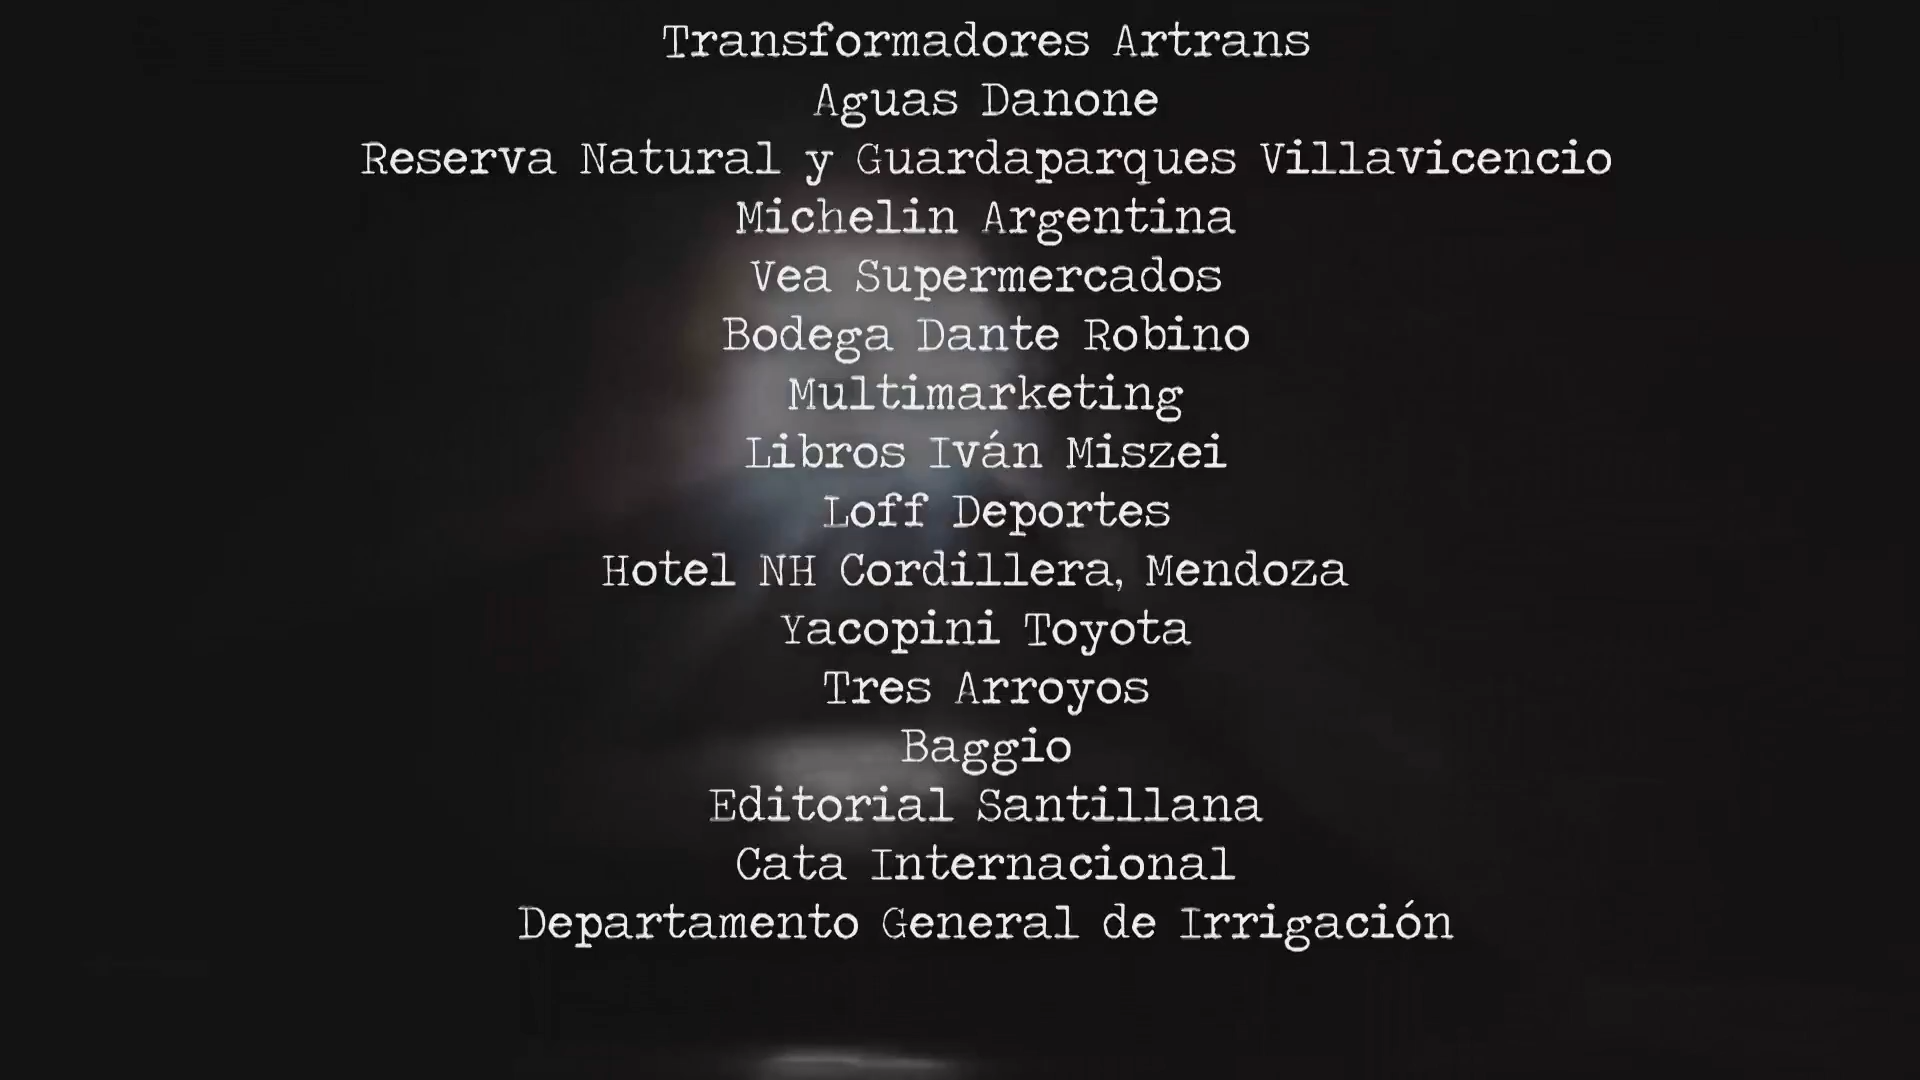 Transformadores Artrans
Aguas Danone
Reserva Natural y Guardaparques Villavicencio
Michelin Argentina
Vea Supermercados
Bodega Dante Robino
Multimarketing
Libros Iván Miszei
Loff Deportes
Hotel NH Cordillera, Mendoza
Yacopini Toyota
Tres Arroyos
Baggio
Editorial Santillana
Cata Internacional
Departamento General de Irrigación